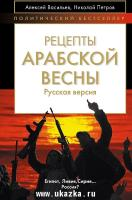 Алексей Васильев, Николай Петров
ПОЛИТИЧЕСКИЙ БЕСТСЕЛЛЕР
РЕЦЕПТЫ
АРАБСКОЙ
ВЕСНЫ
Русская версия
Египет, Ливия, Сирия...
Россия?
www.ukazka.ru